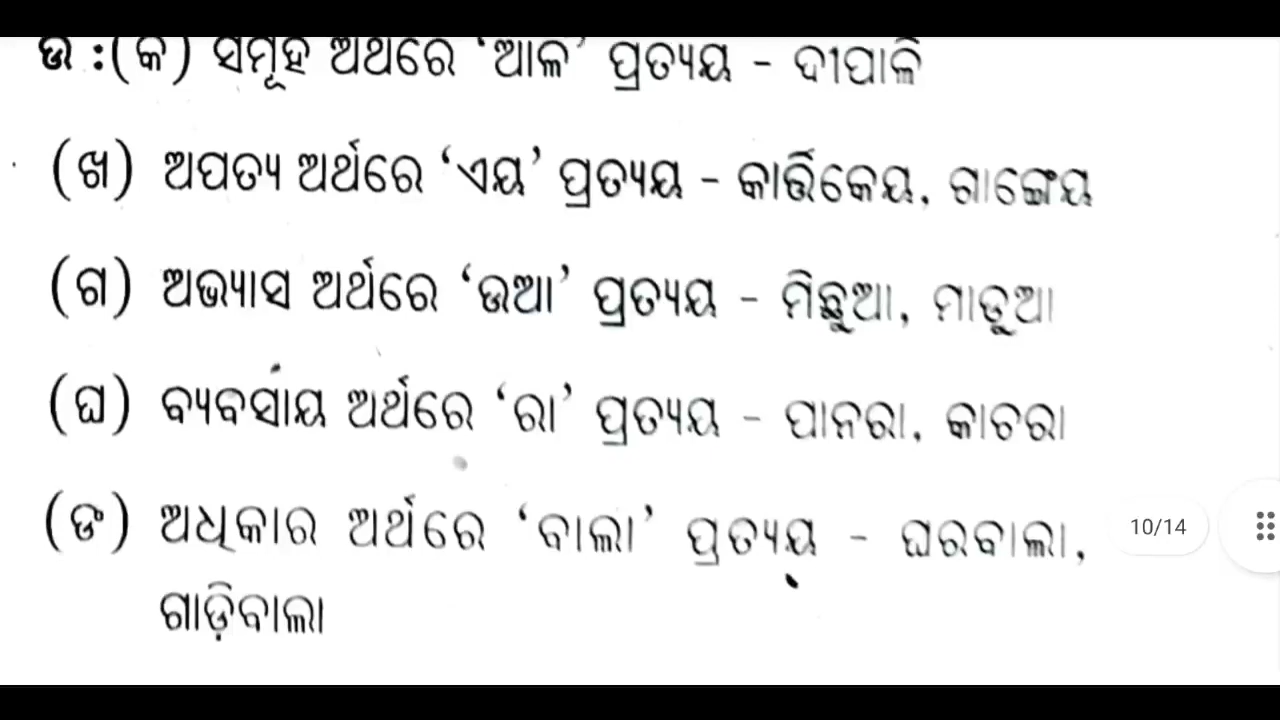 ଉ :(କ) ସମୂହ ଅର୍ଥରେ ‘ଆଳି’ ପ୍ରତ୍ୟୟ - ଦୀପାଳି
(ଖ) ଅପତ୍ୟ ଅର୍ଥରେ ‘ଏୟ’ ପ୍ରତ୍ୟୟ - କାର୍ତ୍ତିକେୟ, ଗାଙ୍ଗେୟ
(ଗ) ଅଭ୍ୟାସ ଅର୍ଥରେ ‘ଉଆ’ ପ୍ରତ୍ୟୟ - ମିଛୁଆ, ମାଡୁଆ
(ଘ) ବ୍ୟବସାୟ ଅର୍ଥରେ ‘ରା’ ପ୍ରତ୍ୟୟ - ପାନରା, କାଚରା
(ଙ) ଅଧିକାର ଅର୍ଥରେ ‘ବାଲା’ ପ୍ରତ୍ୟୟ - ଘରବାଲା,
10/14
ଗାଡ଼ିବାଲା